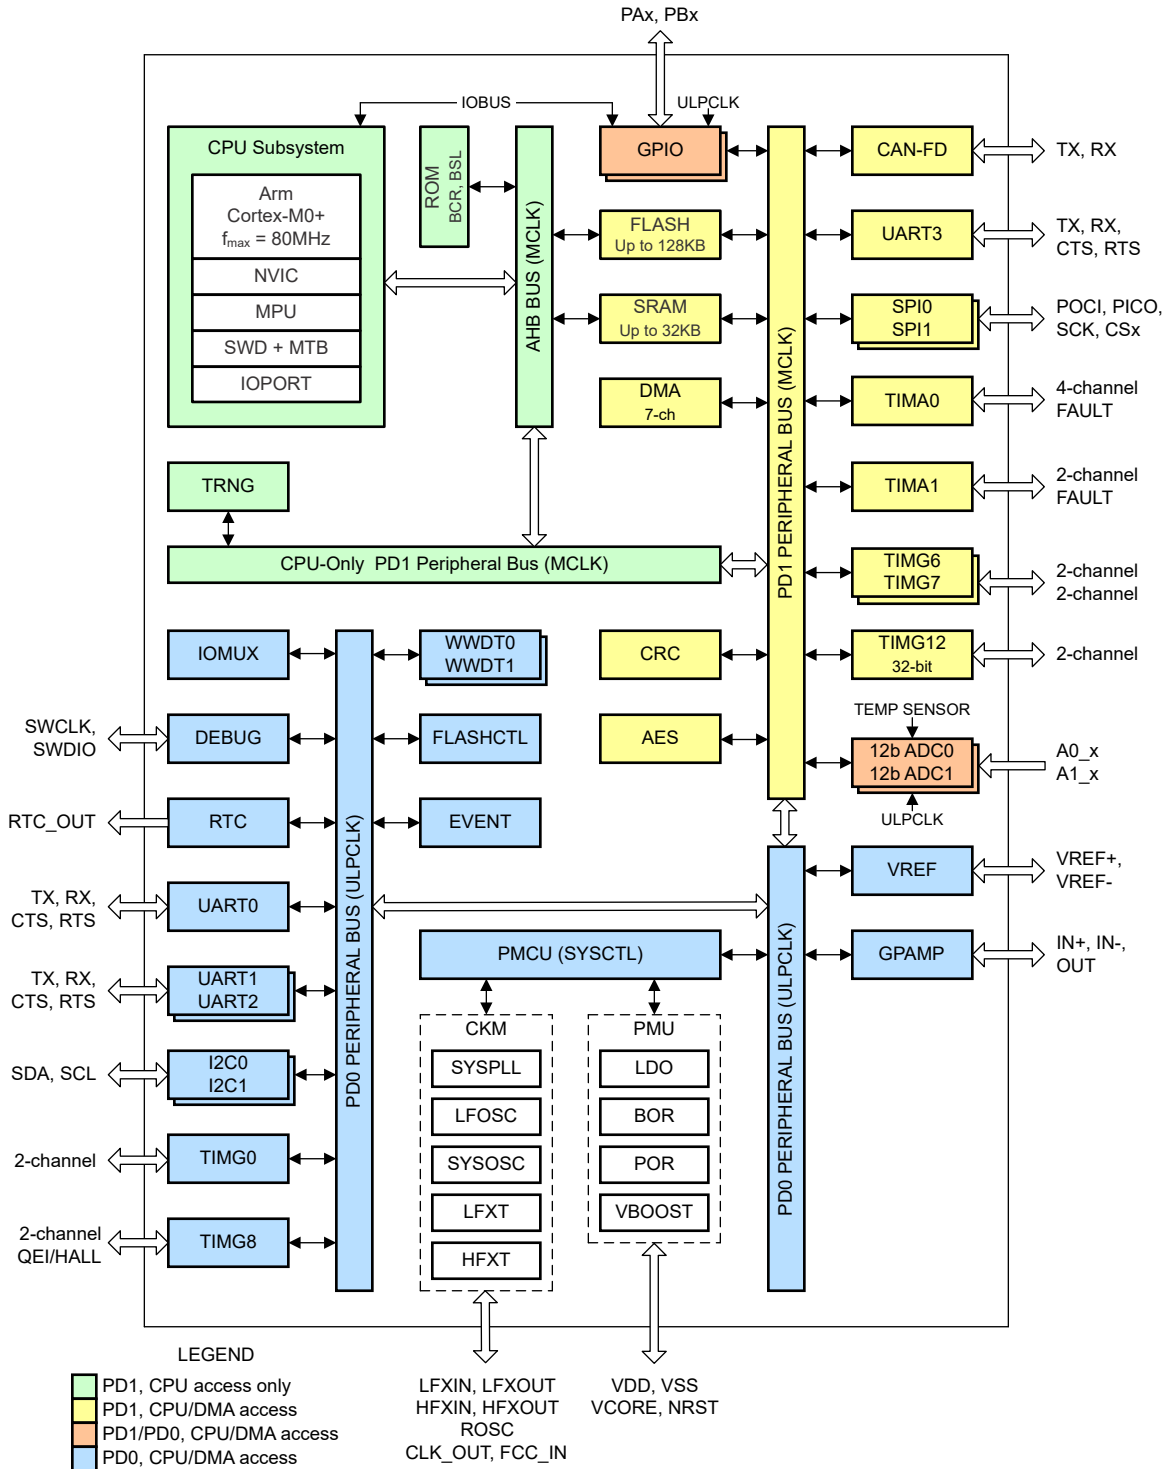 PAx, PBx
IOBUS
ULPCLK
CPU Subsystem
Arm
Cortex-M0+
fmax = 80MHz
NVIC
MPU
SWD + MTB
IOPORT
ROM
BCR, BSL
AHB BUS (MCLK)
GPIO
FLASH
Up to 128KB
SRAM
Up to 32KB
DMA
7-ch
PD1 PERIPHERAL BUS (MCLK)
CAN-FD
TX, RX
UART3
TX, RX,
CTS, RTS
SPI0
SPI1
POCI, PICO,
SCK, CSx
TIMA0
4-channel
FAULT
TIMA1
2-channel
FAULT
TIMG6
TIMG7
2-channel
2-channel
TIMG12
32-bit
2-channel
TEMP SENSOR
12b ADC0
12b ADC1
A0_x
A1_x
ULPCLK
TRNG
CPU-Only PD1 Peripheral Bus (MCLK)
CRC
AES
IOMUX
WWDT0
WWDT1
SWCLK,
SWDIO
DEBUG
FLASHCTL
RTC_OUT
RTC
EVENT
PD0 PERIPHERAL BUS (ULPCLK)
TX, RX,
CTS, RTS
UART0
TX, RX,
CTS, RTS
UART1
UART2
SDA, SCL
I2C0
I2C1
2-channel
TIMG0
2-channel
QEI/HALL
TIMG8
PMCU (SYSCTL)
CKM
SYSPLL
LFOSC
SYSOSC
LFXT
HFXT
PMU
LDO
BOR
POR
VBOOST
PD0 PERIPHERAL BUS (ULPCLK)
VREF
VREF+,
VREF-
GPAMP
IN+, IN-,
OUT
LFXIN, LFXOUT
HFXIN, HFXOUT
ROSC
CLK_OUT, FCC_IN
VDD, VSS
VCORE, NRST
LEGEND
PD1, CPU access only
PD1, CPU/DMA access
PD1/PD0, CPU/DMA access
PD0, CPU/DMA access